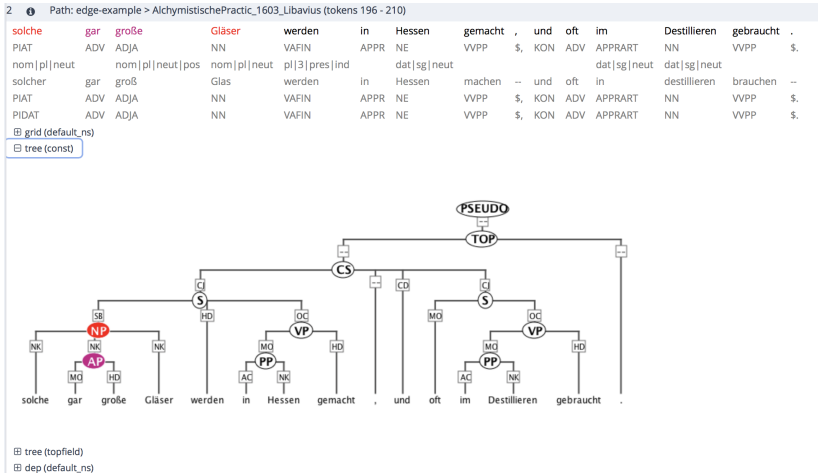 2 Path: edge-example > AlchymistischePractic_1603_Libavius (tokens 196 - 210)
solche gar große Gläser werden in Hessen gemacht , und oft im Destillieren gebraucht .
PIAT ADV ADJA NN VAFIN APPR NE VVPP $, KON ADV APPRART NN VVPP $.
nom|pl|neut nom|pl|neut|pos nom|pl|neut pl|3|pres|ind dat|sg|neut dat|sg|neut dat|sg|neut
solcher gar groß Glas werden in Hessen machen -- und oft in destillieren brauchen --
PIAT ADV ADJA NN VAFIN APPR NE VVPP $, KON ADV APPRART NN VVPP $.
PIDAT ADV ADJA NN VAFIN APPR NE VVPP $, KON ADV APPRART NN VVPP $.
grid (default_ns)
tree (const)
PSEUDO
--
TOP
-- --
CS
CJ -- CD CJ
S S
SB HD OC MO OC
NP VP VP
NK NK NK MO HD MO HD
AP PP PP
MO HD AC NK AC NK
solche gar große Gläser werden in Hessen gemacht , und oft im Destillieren gebraucht .
tree (topfield)
dep (default_ns)